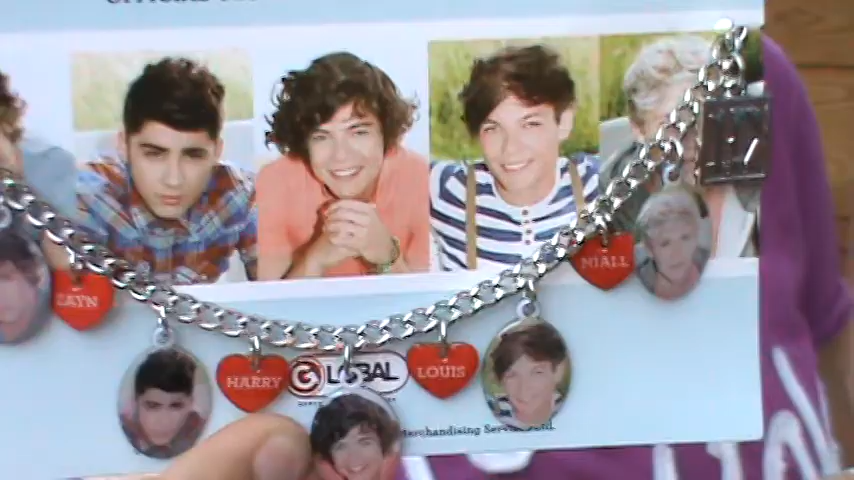 ZAYN
HARRY
GLOBAL
LOUIS
NIALL
Merchandising Services Ltd.